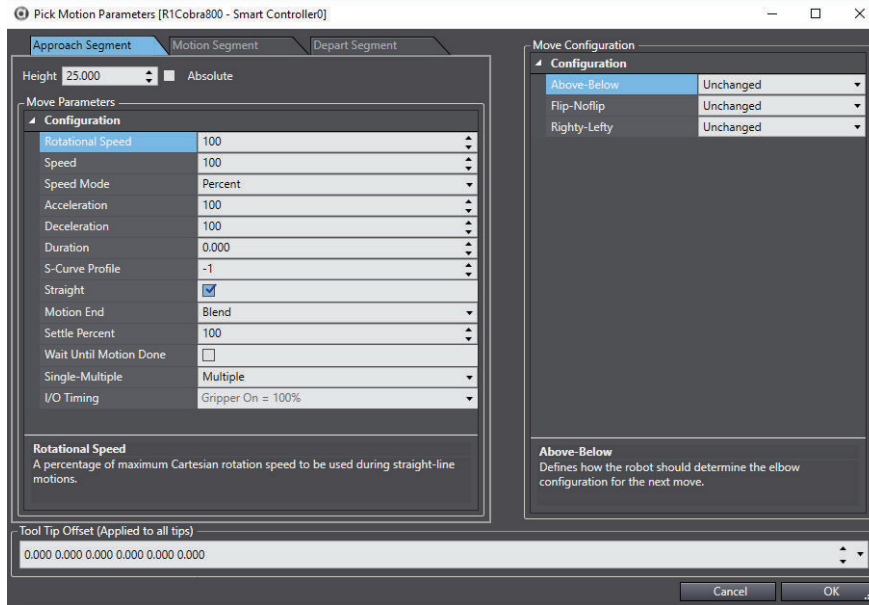 Pick Motion Parameters [R1Cobra800 - Smart Controller0]
Approach Segment
Motion Segment
Depart Segment
Height 25.000 Absolute
Move Parameters
Configuration
Rotational Speed 100
Speed 100
Speed Mode Percent
Acceleration 100
Deceleration 100
Duration 0.000
S-Curve Profile -1
Straight
Motion End Blend
Settle Percent 100
Wait Until Motion Done
Single-Multiple Multiple
I/O Timing Gripper On = 100%
Rotational Speed
A percentage of maximum Cartesian rotation speed to be used during straight-line
motions.
Move Configuration
Configuration
Above-Below Unchanged
Flip-Noflip Unchanged
Righty-Lefty Unchanged
Above-Below
Defines how the robot should determine the elbow
configuration for the next move.
Tool Tip Offset (Applied to all tips)
0.000 0.000 0.000 0.000 0.000 0.000
Cancel OK